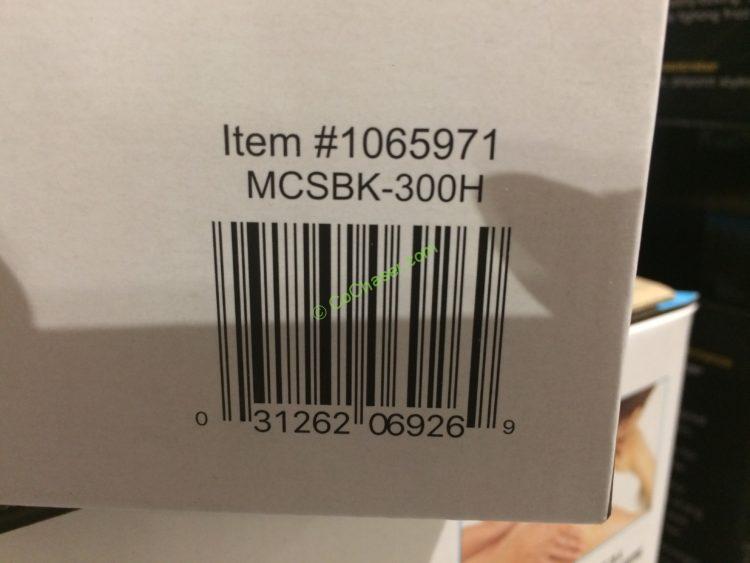 Item #1065971
MCSBK-300H
© CoChaser.com
0 31262 06926 9